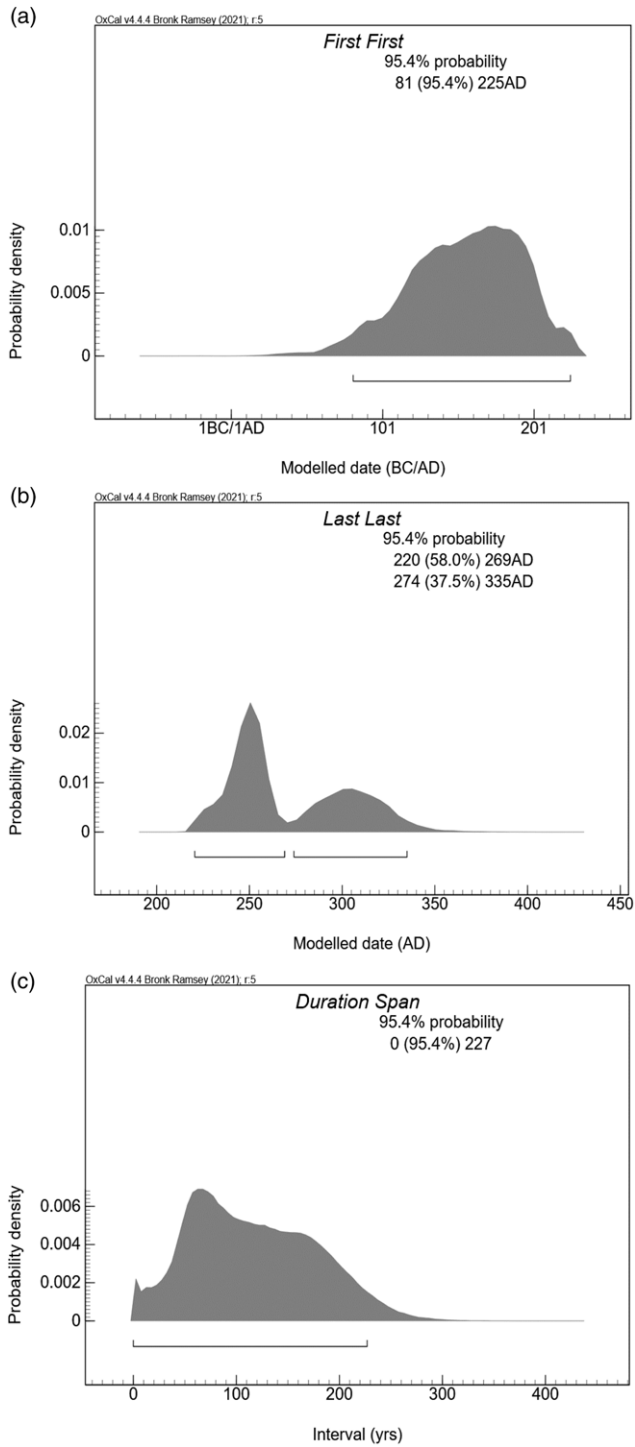 (a)
OxCal v4.4.4 Bronk Ramsey (2021); r:5
First First
95.4% probability
81 (95.4%) 225AD
Probability density
0.01
0.005
0
1BC/1AD 101 201
Modelled date (BC/AD)
(b)
OxCal v4.4.4 Bronk Ramsey (2021); r:5
Last Last
95.4% probability
220 (58.0%) 269AD
274 (37.5%) 335AD
Probability density
0.02
0.01
0
200 250 300 350 400 450
Modelled date (AD)
(c)
OxCal v4.4.4 Bronk Ramsey (2021); r:5
Duration Span
95.4% probability
0 (95.4%) 227
Probability density
0.006
0.004
0.002
0
0 100 200 300 400
Interval (yrs)